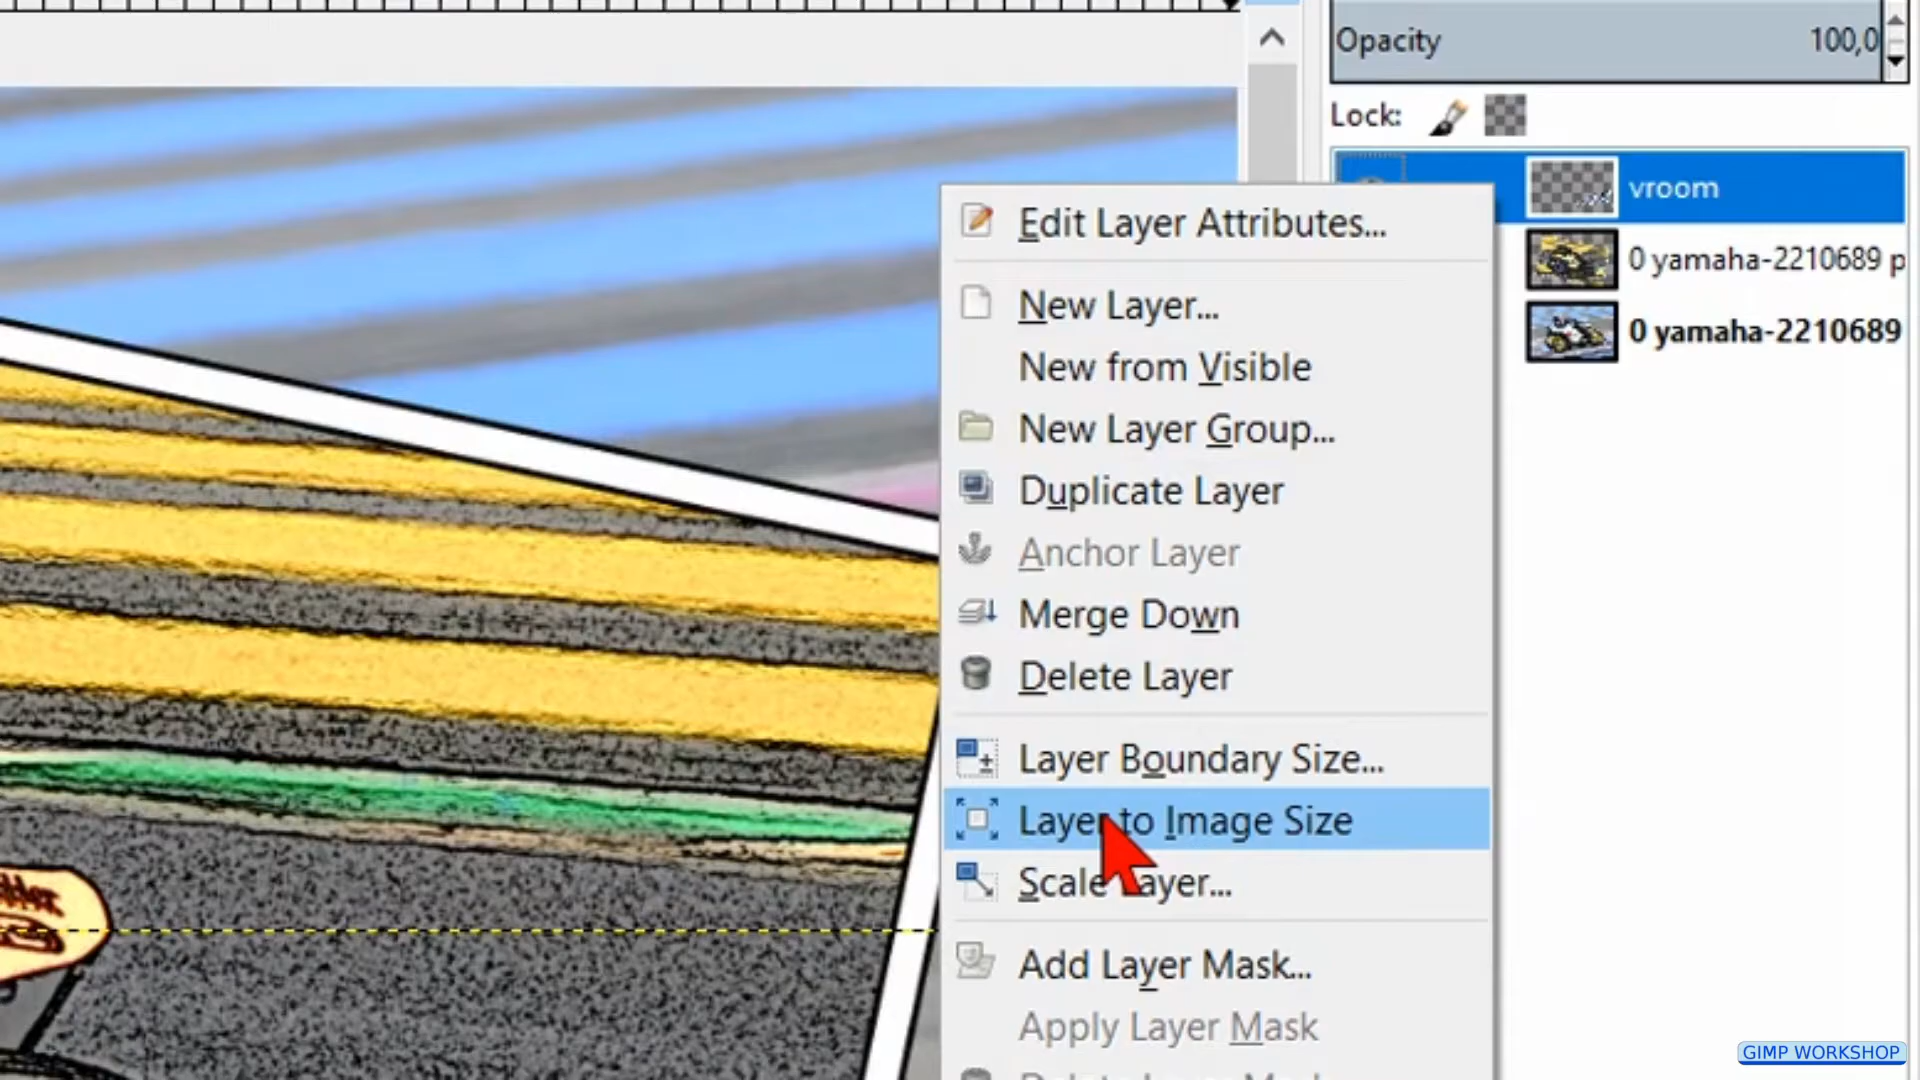 Opacity 100,0
Lock:
vroom
Edit Layer Attributes...
0 yamaha-2210689 p
New Layer...
0 yamaha-2210689
New from Visible
New Layer Group...
Duplicate Layer
Anchor Layer
Merge Down
Delete Layer
Layer Boundary Size...
Layer to Image Size
Scale Layer...
Add Layer Mask...
Apply Layer Mask
GIMP WORKSHOP